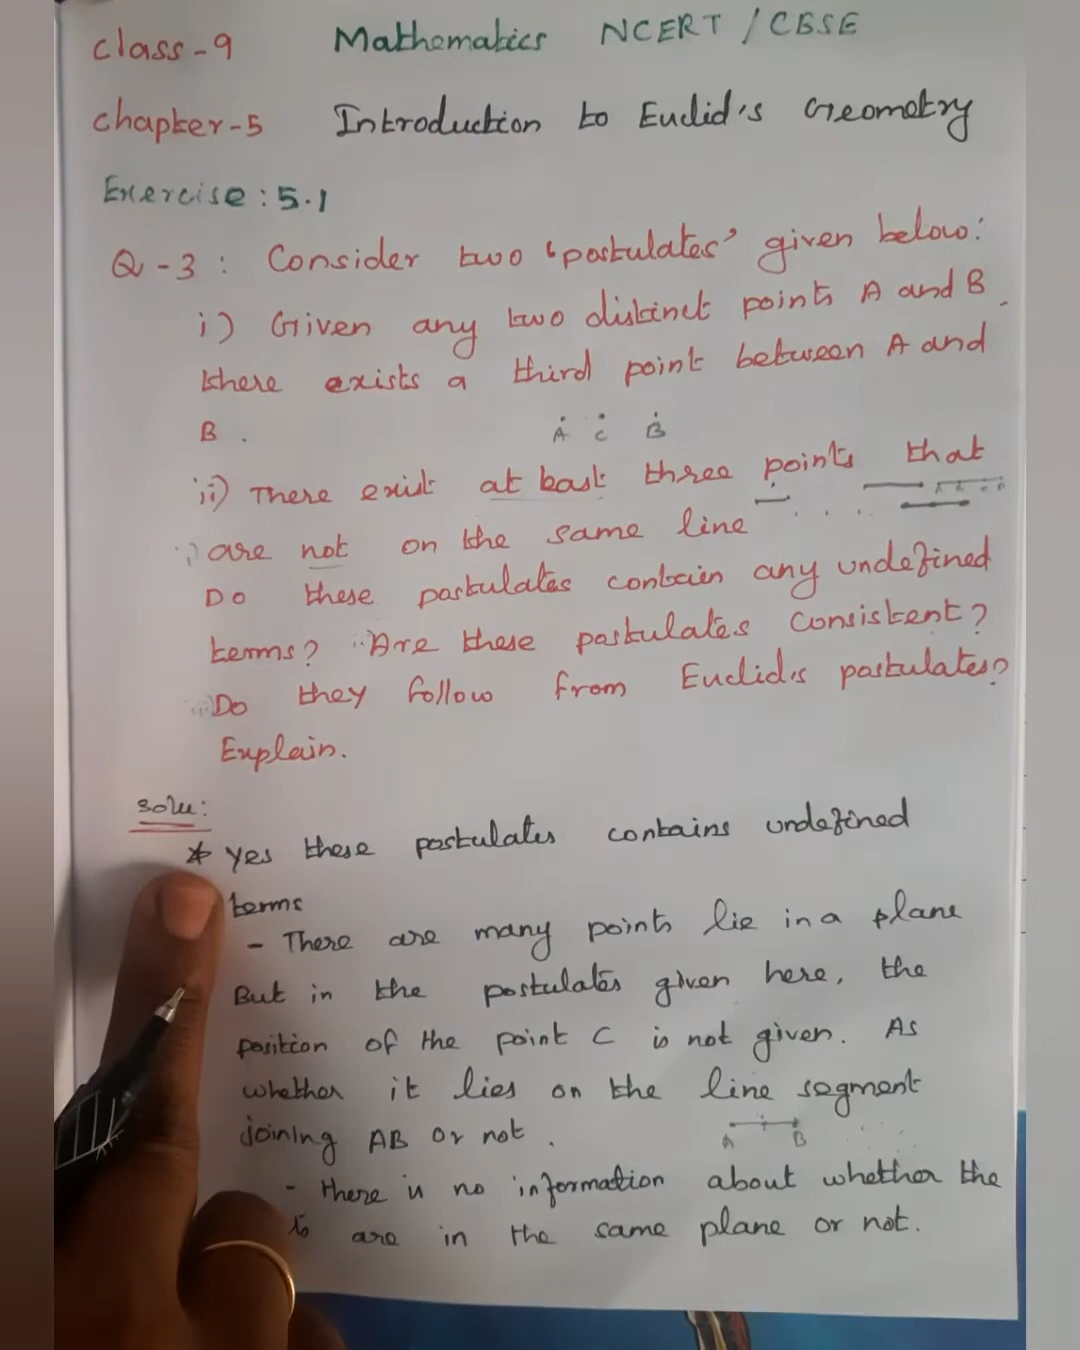 class-9 Mathematics NCERT / CBSE
chapter-5 Introduction to Euclid's Geometry
Exercise: 5.1
Q-3: Consider two 'postulates' given below:
i) Given any two distinct points A and B
there exists a third point between A and
B.
A C B
ii) There exist at least three points that
are not on the same line
Do these postulates contain any undefined
terms? Are these postulates consistent?
Do they follow from Euclid's postulates?
Explain.
Solu:
* Yes these postulates contains undefined
terms
- There are many points lie in a plane
But in the postulates given here, the
position of the point C is not given. As
whether it lies on the line segment
joining AB or not.
A B
- there is no information about whether the
are in the same plane or not.